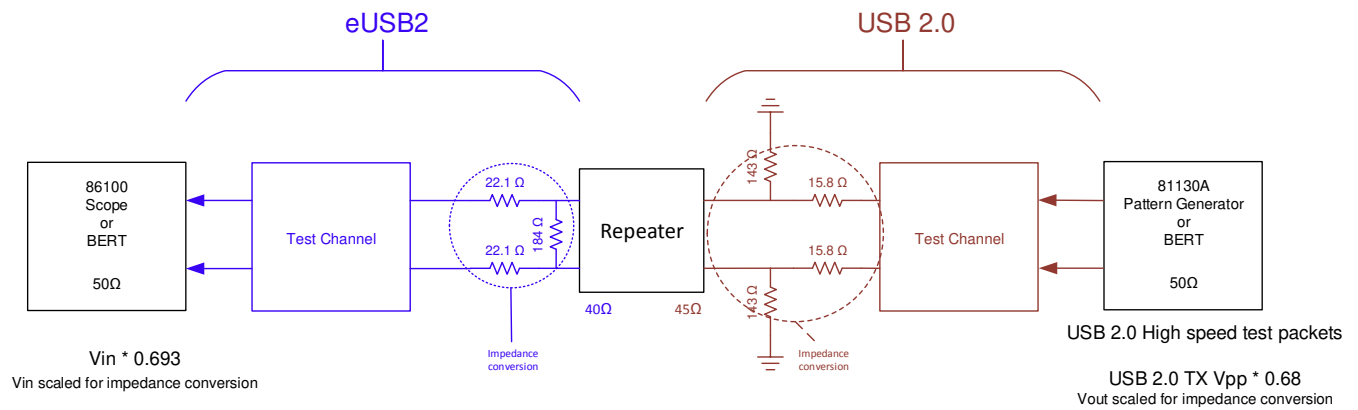 eUSB2
USB 2.0
86100
Scope
or
BERT
50Ω
Test Channel
22.1 Ω
184 Ω
22.1 Ω
Impedance
conversion
Repeater
40Ω
45Ω
143 Ω
15.8 Ω
15.8 Ω
143 Ω
Impedance
conversion
Test Channel
81130A
Pattern Generator
or
BERT
50Ω
Vin * 0.693
Vin scaled for impedance conversion
USB 2.0 High speed test packets
USB 2.0 TX Vpp * 0.68
Vout scaled for impedance conversion